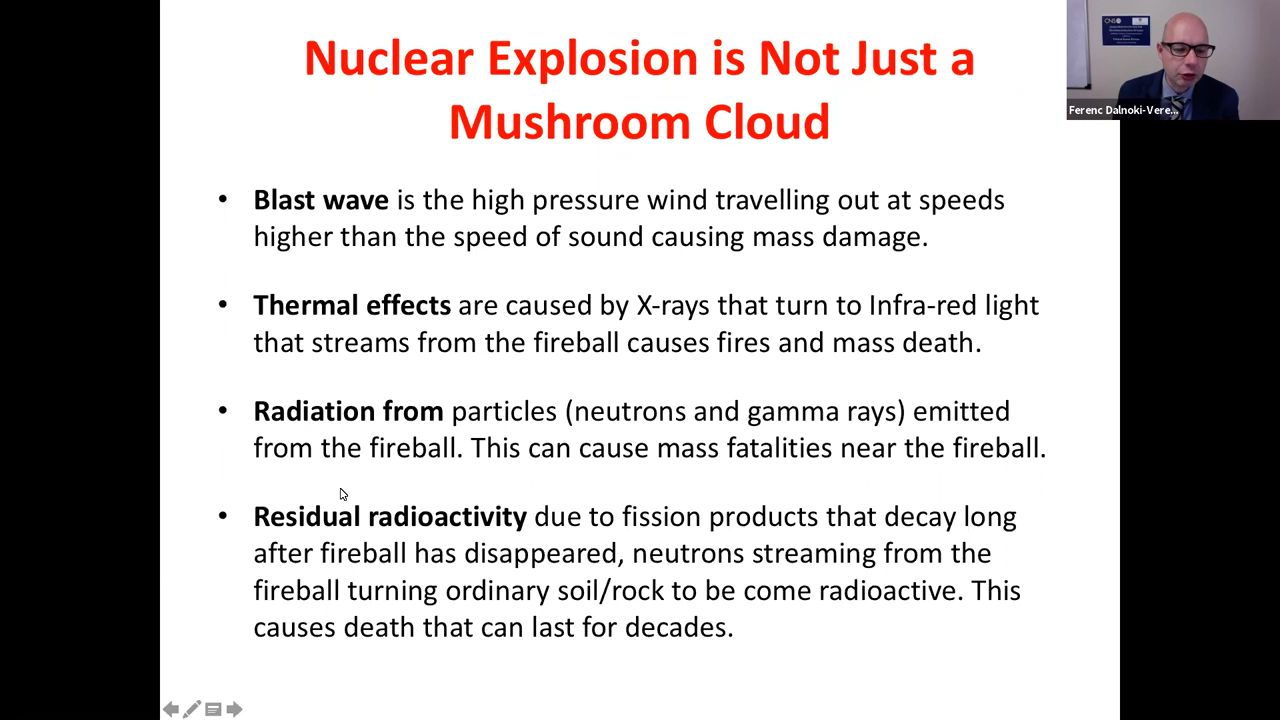 Nuclear Explosion is Not Just a
Mushroom Cloud
CNS
Ferenc Dalnoki-Vere...
• Blast wave is the high pressure wind travelling out at speeds
higher than the speed of sound causing mass damage.
• Thermal effects are caused by X-rays that turn to Infra-red light
that streams from the fireball causes fires and mass death.
• Radiation from particles (neutrons and gamma rays) emitted
from the fireball. This can cause mass fatalities near the fireball.
• Residual radioactivity due to fission products that decay long
after fireball has disappeared, neutrons streaming from the
fireball turning ordinary soil/rock to be come radioactive. This
causes death that can last for decades.